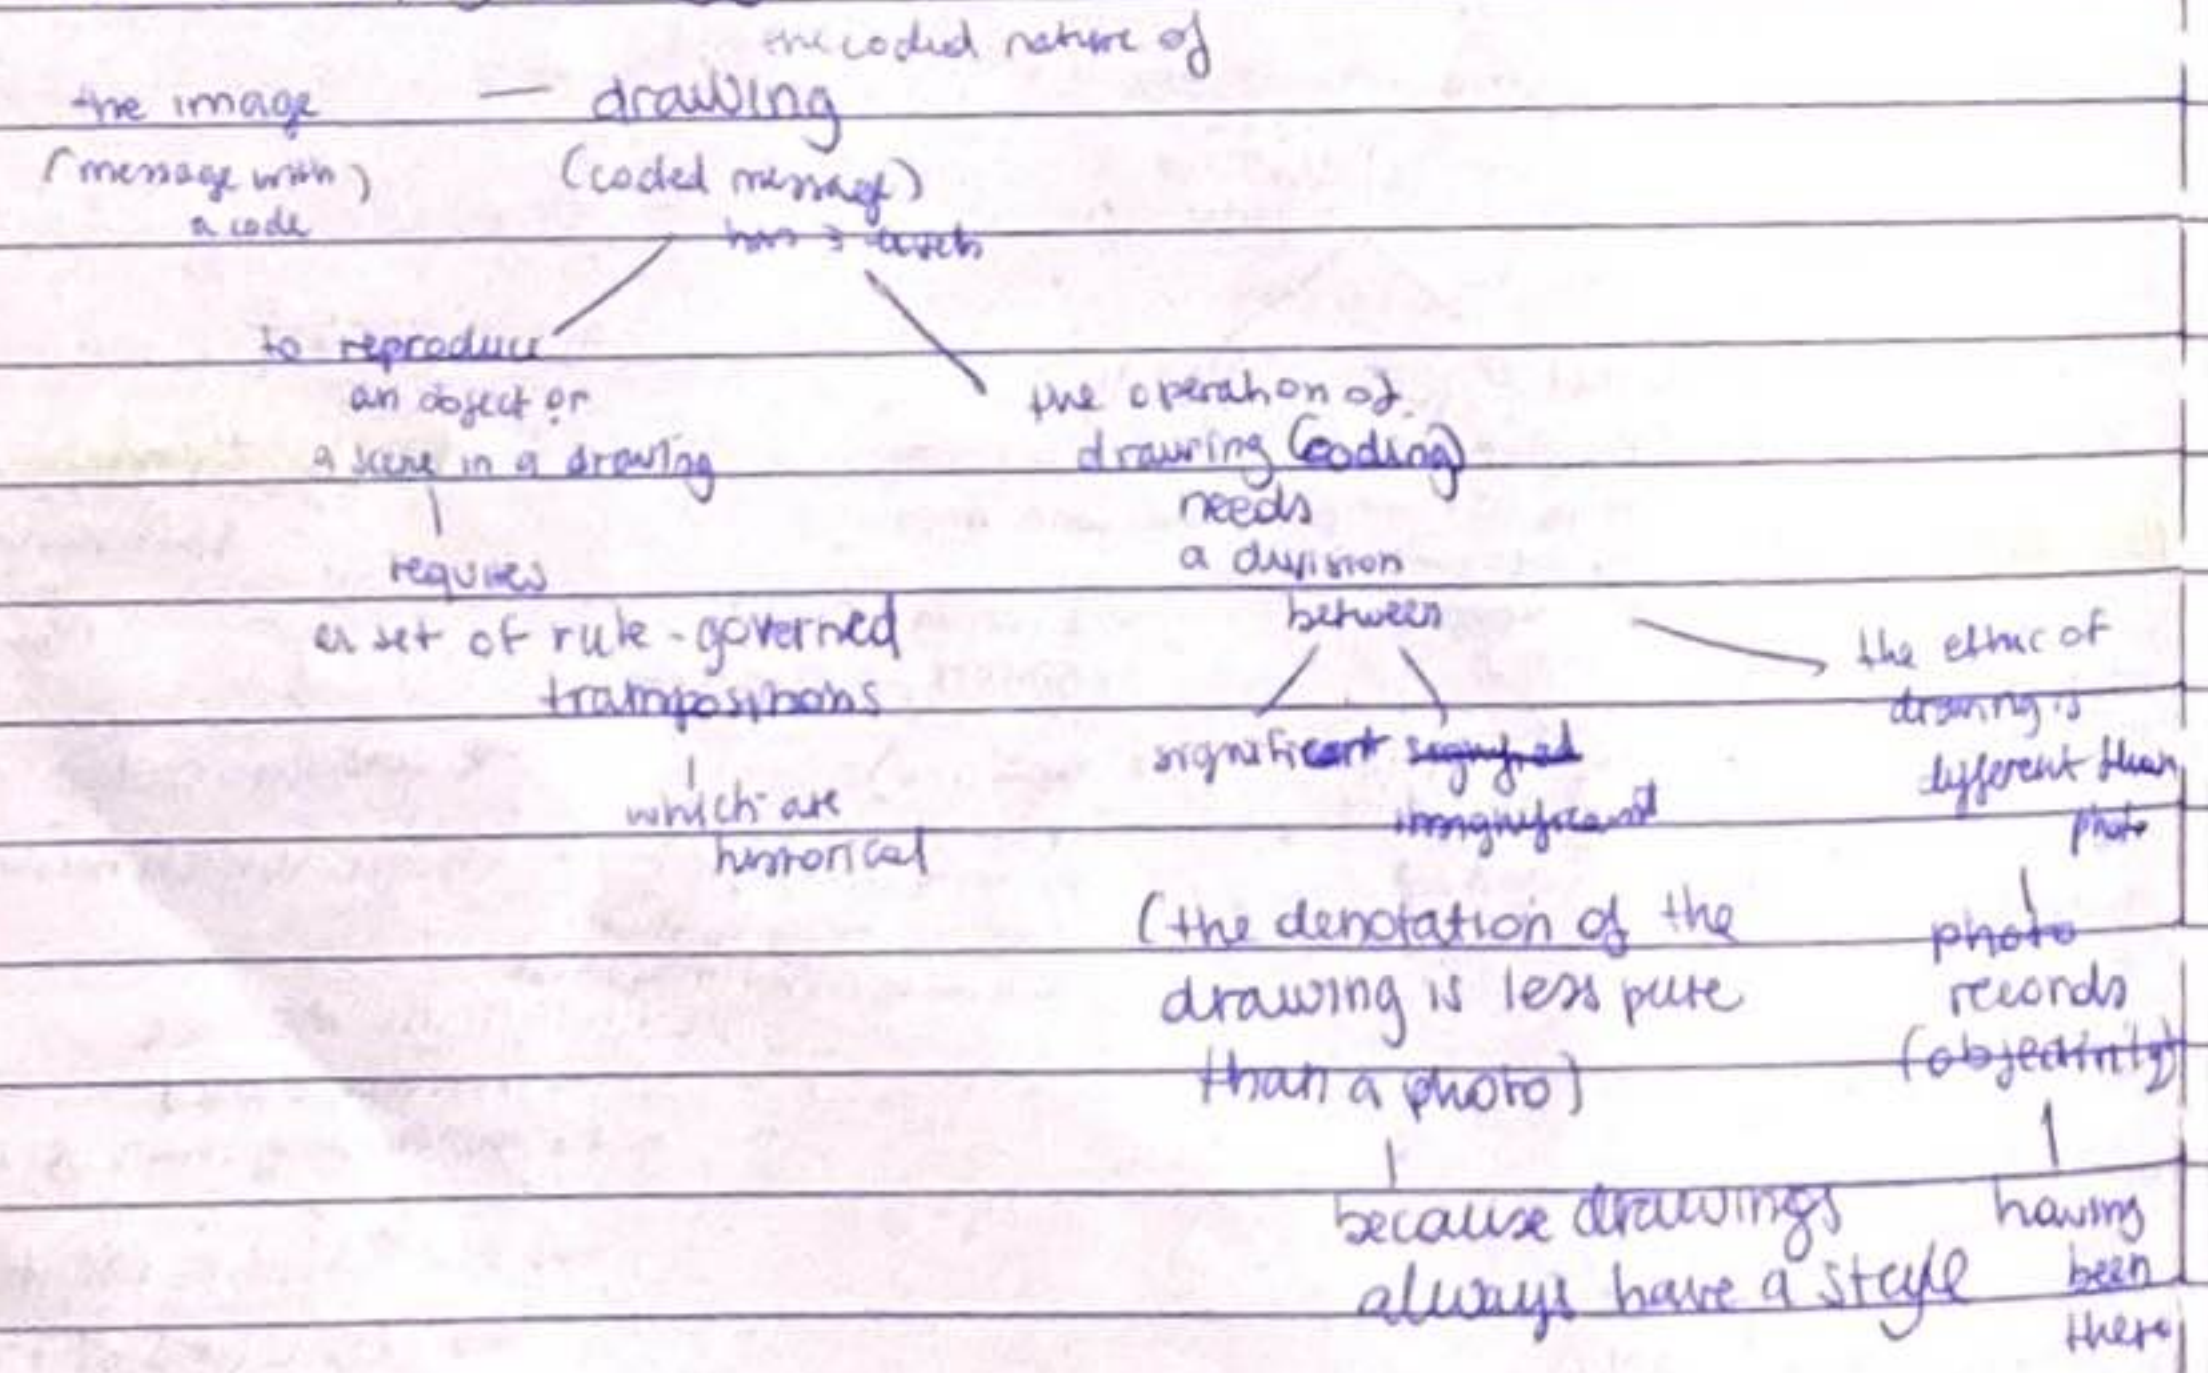 the coded nature of
the image — drawing
(message with) (coded message)
a code
has 3 assets
to reproduce
an object or
a scene in a drawing
requires
a set of rule-governed
transpositions
which are
historical
the operation of
drawing (coding)
needs
a division
between
significant
insignificant
(the denotation of the
drawing is less pure
than a photo)
because drawings
always have a style
the ethic of
drawing is
different than
photo
photo
records
(objectivity)
having
been
there